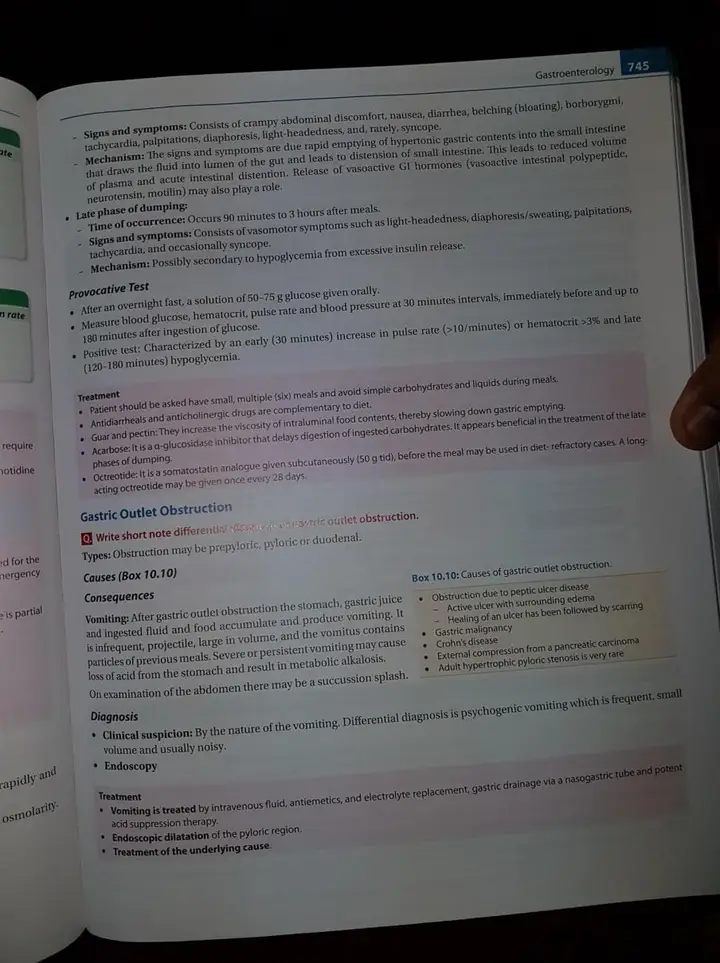 Gastroenterology 745
– Signs and symptoms: Consists of crampy abdominal discomfort, nausea, diarrhea, belching (bloating), borborygmi,
tachycardia, palpitations, diaphoresis, light-headedness, and, rarely, syncope.
– Mechanism: The signs and symptoms are due rapid emptying of hypertonic gastric contents into the small intestine
that draws the fluid into lumen of the gut and leads to distension of small intestine. This leads to reduced volume
of plasma and acute intestinal distention. Release of vasoactive GI hormones (vasoactive intestinal polypeptide,
neurotensin, motilin) may also play a role.
• Late phase of dumping:
– Time of occurrence: Occurs 90 minutes to 3 hours after meals.
– Signs and symptoms: Consists of vasomotor symptoms such as light-headedness, diaphoresis/sweating, palpitations,
tachycardia, and occasionally syncope.
– Mechanism: Possibly secondary to hypoglycemia from excessive insulin release.
Provocative Test
• After an overnight fast, a solution of 50–75 g glucose given orally.
• Measure blood glucose, hematocrit, pulse rate and blood pressure at 30 minutes intervals, immediately before and up to
180 minutes after ingestion of glucose.
• Positive test: Characterized by an early (30 minutes) increase in pulse rate (>10/minutes) or hematocrit >3% and late
(120-180 minutes) hypoglycemia.
Treatment
• Patient should be asked have small, multiple (six) meals and avoid simple carbohydrates and liquids during meals.
• Antidiarrheals and anticholinergic drugs are complementary to diet.
• Guar and pectin: They increase the viscosity of intraluminal food contents, thereby slowing down gastric emptying.
• Acarbose: It is a α-glucosidase inhibitor that delays digestion of ingested carbohydrates. It appears beneficial in the treatment of the late
phases of dumping.
• Octreotide: It is a somatostatin analogue given subcutaneously (50 g tid), before the meal may be used in diet- refractory cases. A long-
acting octreotide may be given once every 28 days.
Gastric Outlet Obstruction
Q. Write short note differential gastric outlet obstruction.
Types: Obstruction may be prepyloric, pyloric or duodenal.
Causes (Box 10.10)
Consequences
Vomiting: After gastric outlet obstruction the stomach, gastric juice
and ingested fluid and food accumulate and produce vomiting. It
is infrequent, projectile, large in volume, and the vomitus contains
particles of previous meals. Severe or persistent vomiting may cause
loss of acid from the stomach and result in metabolic alkalosis.
On examination of the abdomen there may be a succussion splash.
Box 10.10: Causes of gastric outlet obstruction.
• Obstruction due to peptic ulcer disease
– Active ulcer with surrounding edema
– Healing of an ulcer has been followed by scarring
• Gastric malignancy
• Crohn's disease
• External compression from a pancreatic carcinoma
• Adult hypertrophic pyloric stenosis is very rare
Diagnosis
• Clinical suspicion: By the nature of the vomiting. Differential diagnosis is psychogenic vomiting which is frequent, small
volume and usually noisy.
• Endoscopy
Treatment
• Vomiting is treated by intravenous fluid, antiemetics, and electrolyte replacement, gastric drainage via a nasogastric tube and potent
acid suppression therapy.
• Endoscopic dilatation of the pyloric region.
• Treatment of the underlying cause.
n rate
require
ed for the
e is partial
rapidly and
osmolarity.